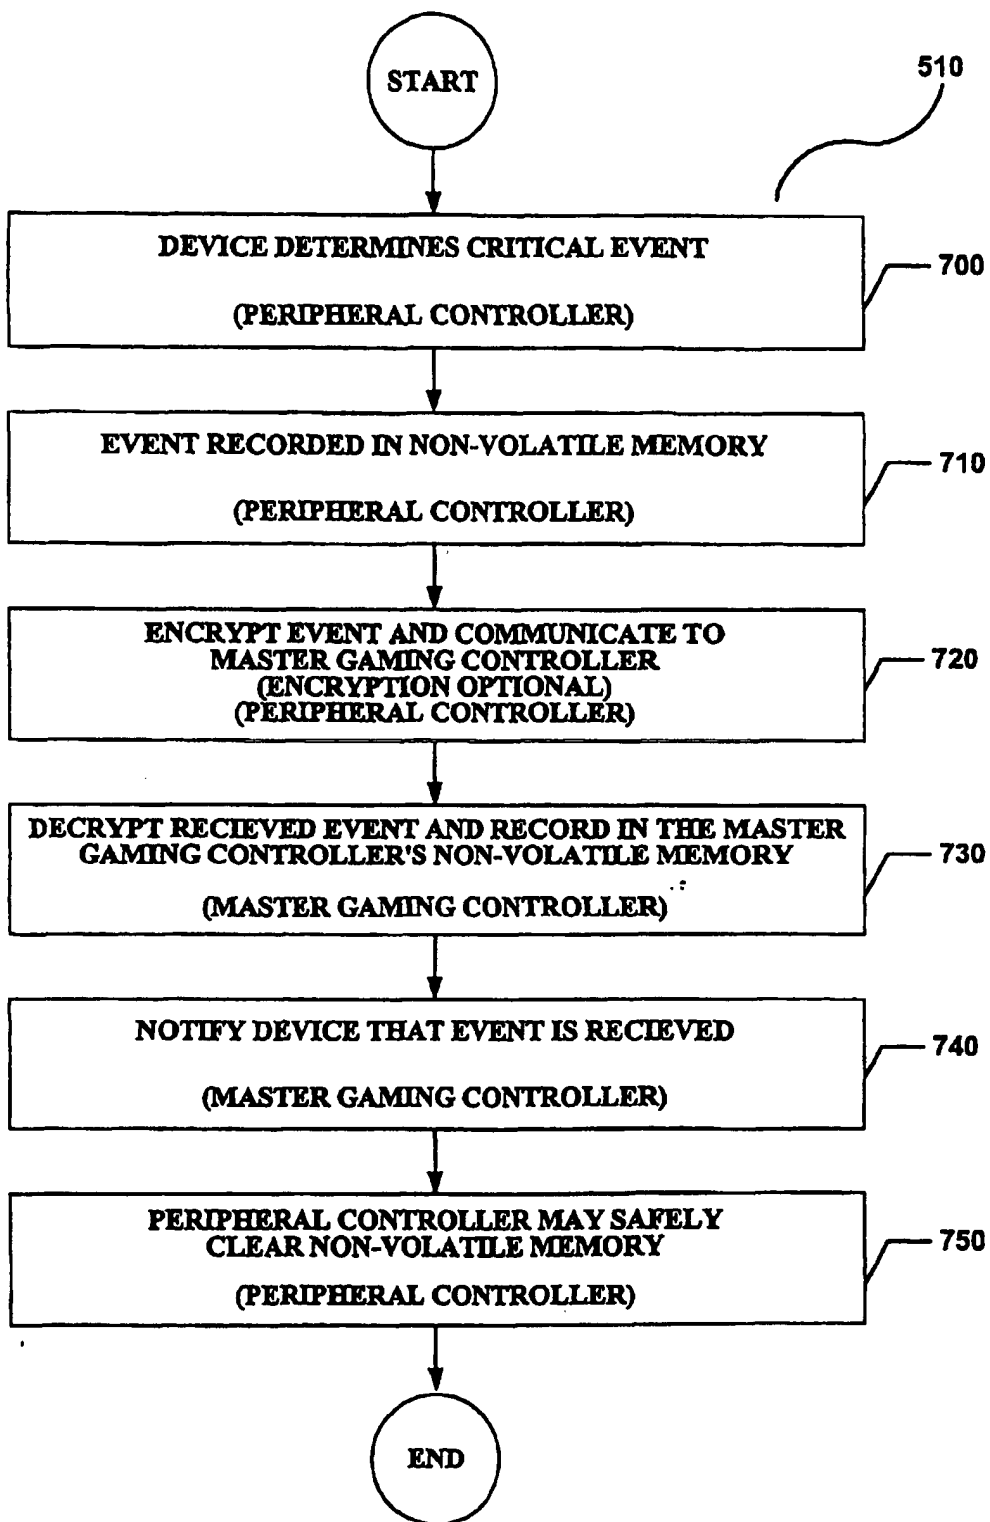 START
510
DEVICE DETERMINES CRITICAL EVENT
(PERIPHERAL CONTROLLER)
700
EVENT RECORDED IN NON-VOLATILE MEMORY
(PERIPHERAL CONTROLLER)
710
ENCRYPT EVENT AND COMMUNICATE TO
MASTER GAMING CONTROLLER
(ENCRYPTION OPTIONAL)
(PERIPHERAL CONTROLLER)
720
DECRYPT RECIEVED EVENT AND RECORD IN THE MASTER
GAMING CONTROLLER'S NON-VOLATILE MEMORY
(MASTER GAMING CONTROLLER)
730
NOTIFY DEVICE THAT EVENT IS RECIEVED
(MASTER GAMING CONTROLLER)
740
PERIPHERAL CONTROLLER MAY SAFELY
CLEAR NON-VOLATILE MEMORY
(PERIPHERAL CONTROLLER)
750
END